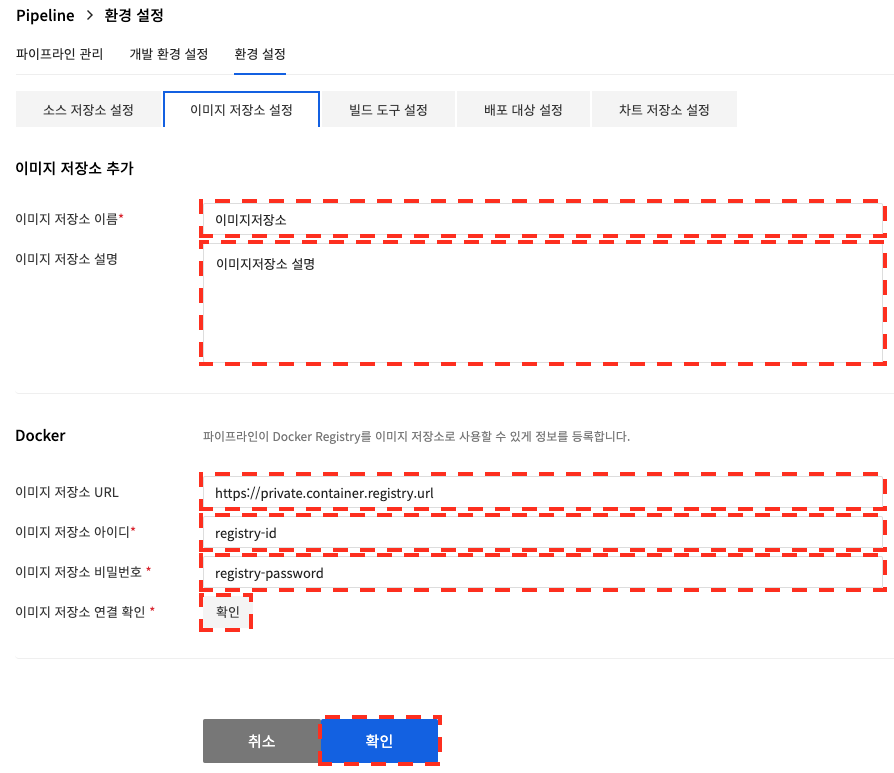 Pipeline > 환경 설정
파이프라인 관리 개발 환경 설정 환경 설정
소스 저장소 설정 이미지 저장소 설정 빌드 도구 설정 배포 대상 설정 차트 저장소 설정
이미지 저장소 추가
이미지 저장소 이름* 이미지저장소
이미지 저장소 설명 이미지저장소 설명
Docker 파이프라인이 Docker Registry를 이미지 저장소로 사용할 수 있게 정보를 등록합니다.
이미지 저장소 URL https://private.container.registry.url
이미지 저장소 아이디* registry-id
이미지 저장소 비밀번호 * registry-password
이미지 저장소 연결 확인 * 확인
취소 확인